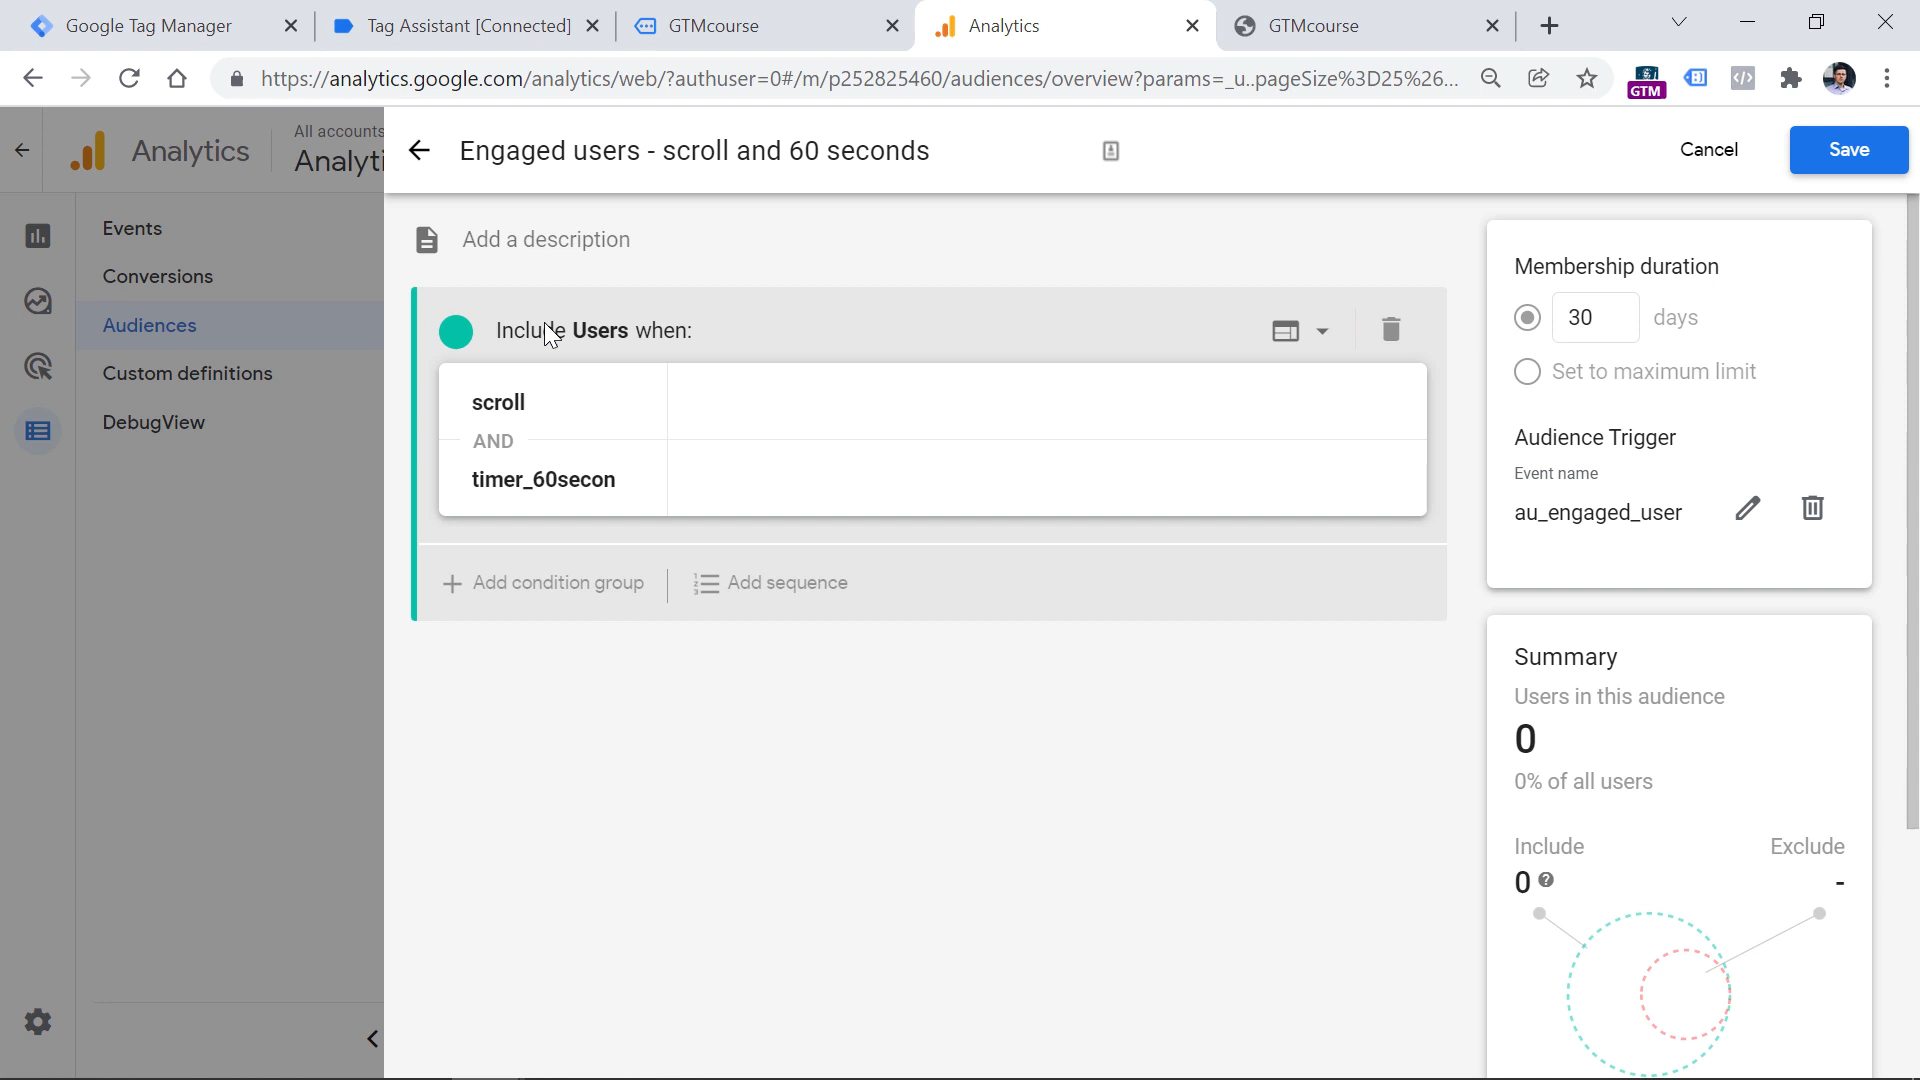 Google Tag Manager
Tag Assistant [Connected]
GTMcourse
Analytics
GTMcourse
https://analytics.google.com/analytics/web/?authuser=0#/m/p252825460/audiences/overview?params=_u..pageSize%3D25%26...
GTM
Analytics
All accounts
Analyti
Engaged users - scroll and 60 seconds
Cancel
Save
Events
Conversions
Audiences
Custom definitions
DebugView
Add a description
Include Users when:
scroll
AND
timer_60secon
Add condition group
Add sequence
Membership duration
30 days
Set to maximum limit
Audience Trigger
Event name
au_engaged_user
Summary
Users in this audience
0
0% of all users
Include Exclude
0 -